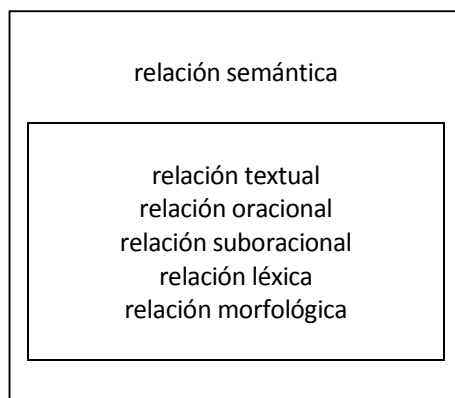 relación semántica
relación textual
relación oracional
relación suboracional
relación léxica
relación morfológica